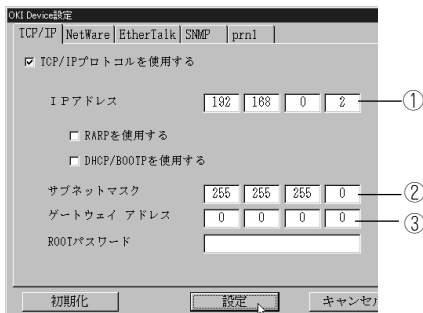 OKI Device設定
TCP/IP NetWare EtherTalk SNMP prn1
TCP/IPプロトコルを使用する
IPアドレス 192 168 0 2 ①
RARPを使用する
DHCP/BOOTPを使用する
サブネットマスク 255 255 255 0 ②
ゲートウェイ アドレス 0 0 0 0 ③
ROOTパスワード
初期化 設定 キャンセル